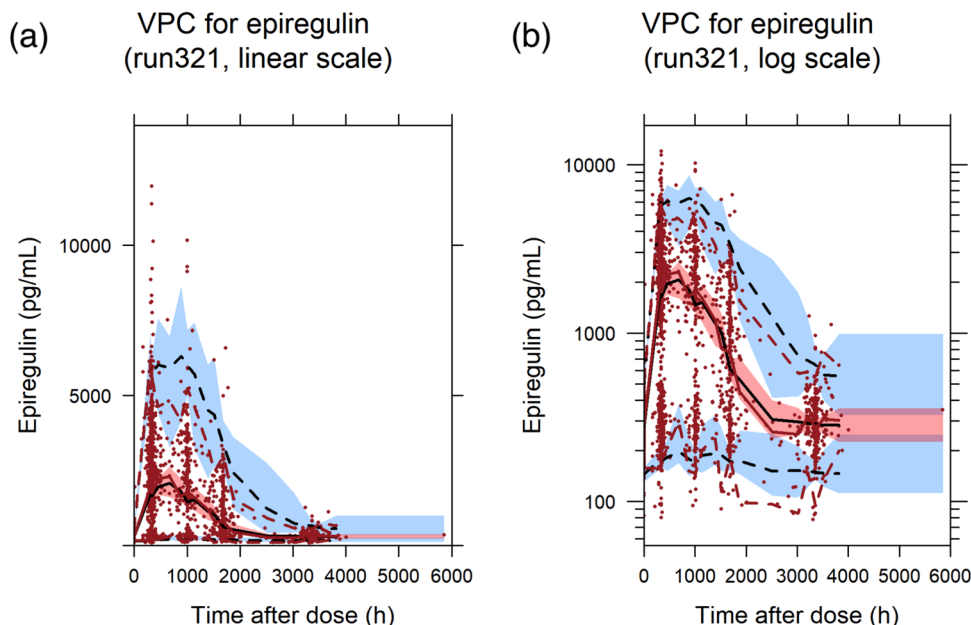 (a)
VPC for epiregulin
(run321, linear scale)
Epiregulin (pg/mL)
10000
5000
0 1000 2000 3000 4000 5000 6000
Time after dose (h)
(b)
VPC for epiregulin
(run321, log scale)
Epiregulin (pg/mL)
10000
1000
100
0 1000 2000 3000 4000 5000 6000
Time after dose (h)